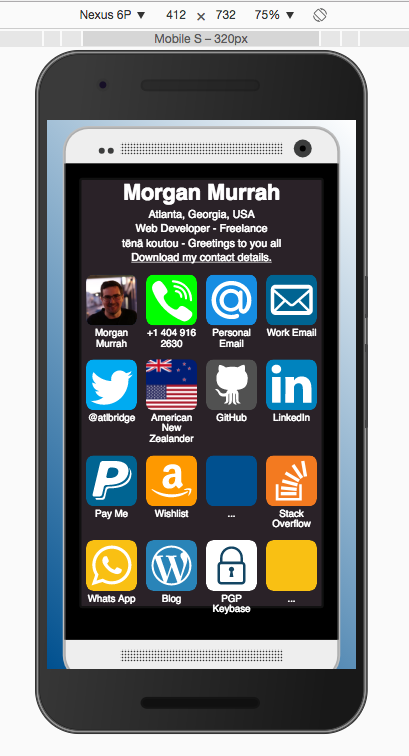 Nexus 6P ▼ 412 × 732 75% ▼
Mobile S – 320px
Morgan Murrah
Atlanta, Georgia, USA
Web Developer - Freelance
tēnā koutou - Greetings to you all
Download my contact details.
Morgan
Murrah
+1 404 916
2630
Personal
Email
Work Email
@atlbridge
American
New
Zealander
GitHub
LinkedIn
Pay Me
Wishlist
...
Stack
Overflow
Whats App
Blog
PGP
Keybase
...